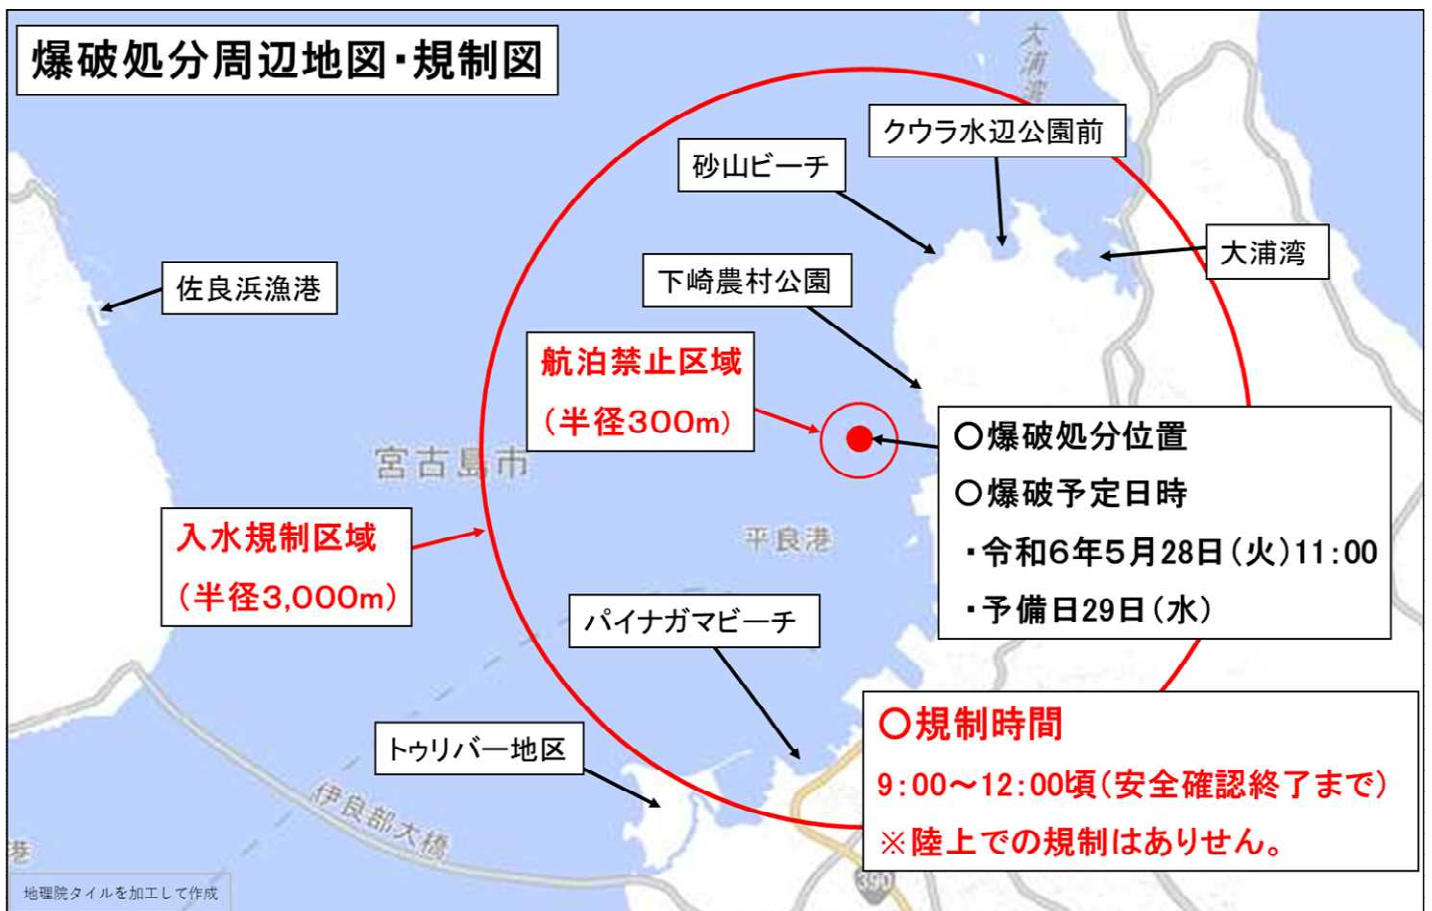 爆破処分周辺地図・規制図
大浦湾
クウラ水辺公園前
砂山ビーチ
大浦湾
下崎農村公園
佐良浜漁港
航泊禁止区域
(半径300m)
〇爆破処分位置
〇爆破予定日時
・令和6年5月28日(火)11:00
・予備日29日(水)
宮古島市
入水規制区域
(半径3,000m)
平良港
パイナガマビーチ
トゥリバー地区
〇規制時間
9:00～12:00頃(安全確認終了まで)
※陸上での規制はありせん。
伊良部大橋
港
390
地理院タイルを加工して作成